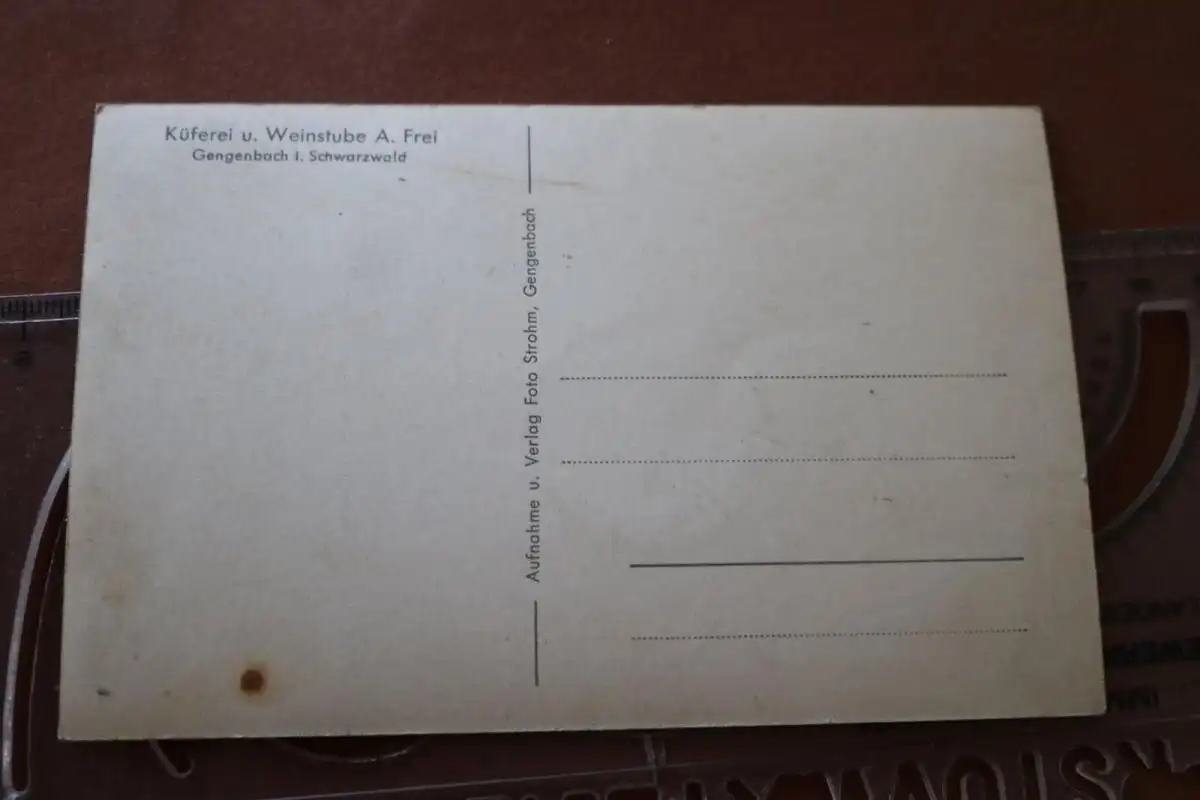 Küferei u. Weinstube A. Frei
Gengenbach i. Schwarzwald
Aufnahme u. Verlag Foto Strohm, Gengenbach